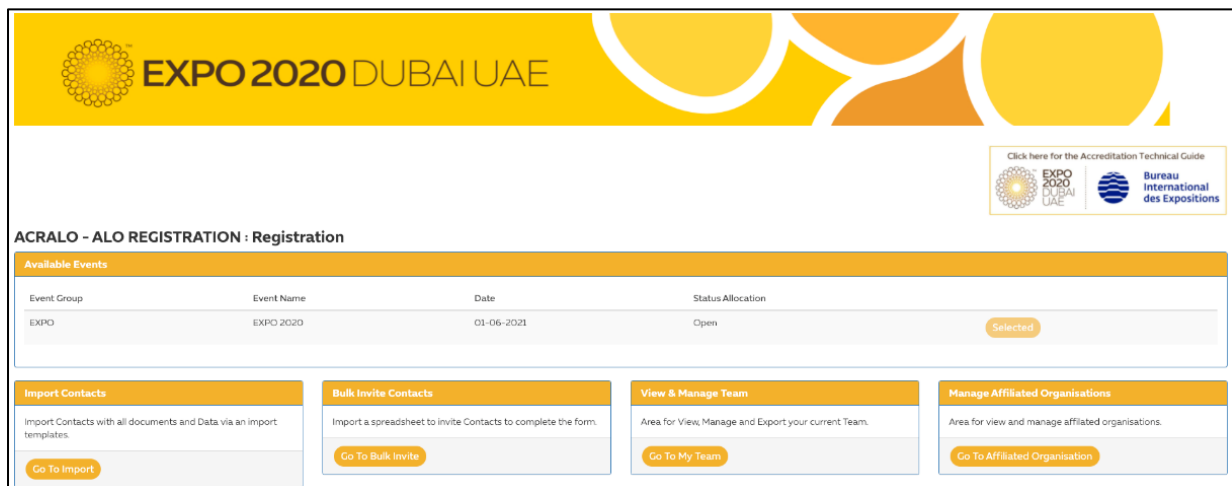 EXPO 2020 DUBAI UAE
Click here for the Accreditation Technical Guide
EXPO
2020
DUBAI
UAE
Bureau
International
des Expositions
ACRALO - ALO REGISTRATION : Registration
Available Events
Event Group Event Name Date Status Allocation
EXPO EXPO 2020 01-06-2021 Open Selected
Import Contacts
Import Contacts with all documents and Data via an import
templates.
Go To Import
Bulk Invite Contacts
Import a spreadsheet to invite Contacts to complete the form.
Go To Bulk Invite
View & Manage Team
Area for View, Manage and Export your current Team.
Go To My Team
Manage Affiliated Organisations
Area for view and manage affilated organisations.
Go To Affiliated Organisation